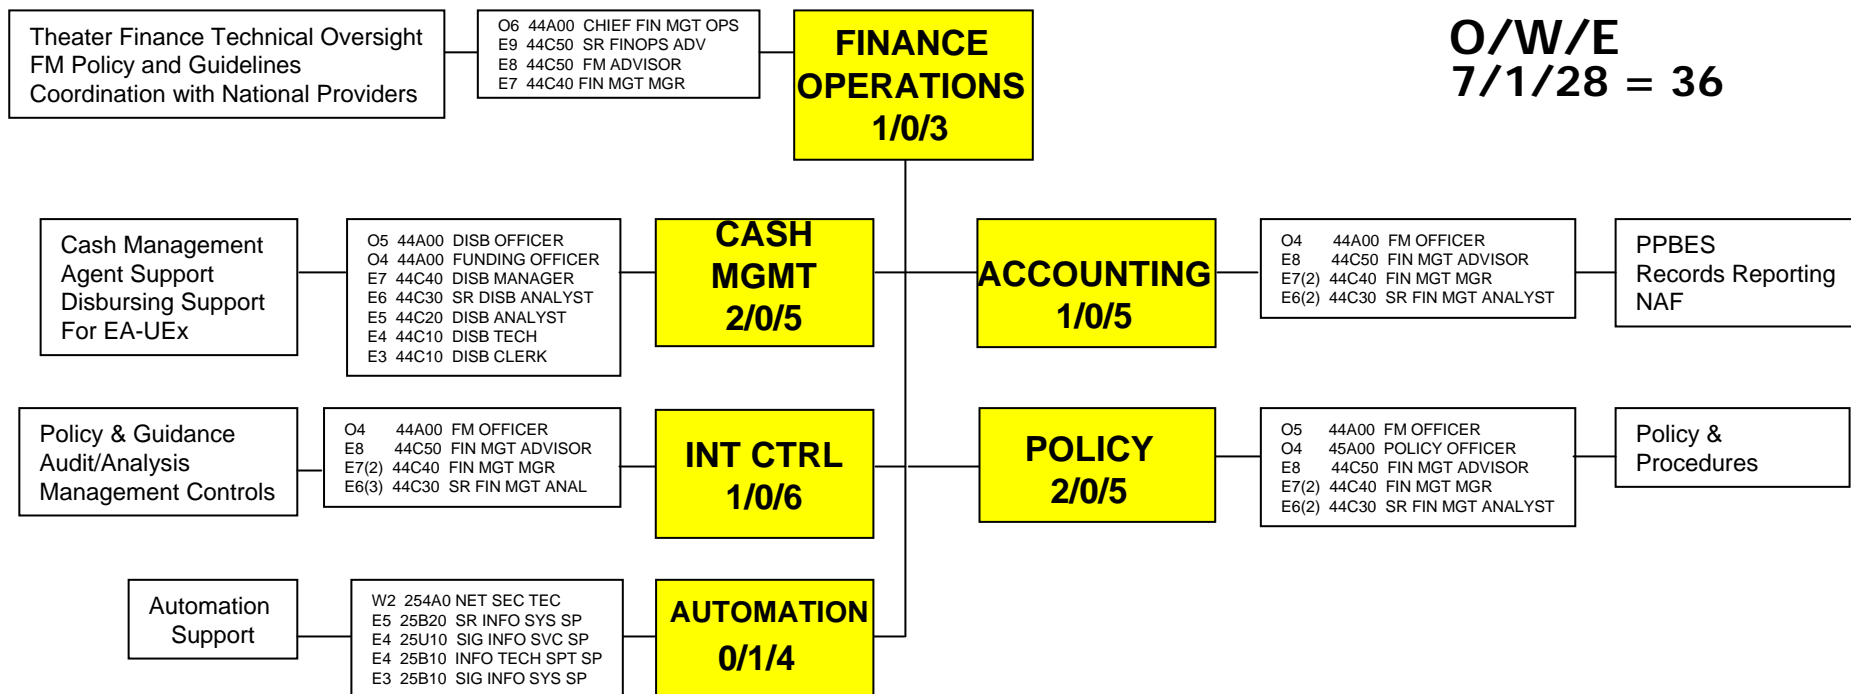 Theater Finance Technical Oversight
FM Policy and Guidelines
Coordination with National Providers
O6 44A00 CHIEF FIN MGT OPS
E9 44C50 SR FINOPS ADV
E8 44C50 FM ADVISOR
E7 44C40 FIN MGT MGR
FINANCE
OPERATIONS
1/0/3
O/W/E
7/1/28 = 36
Cash Management
Agent Support
Disbursing Support
For EA-UEx
O5 44A00 DISB OFFICER
O4 44A00 FUNDING OFFICER
E7 44C40 DISB MANAGER
E6 44C30 SR DISB ANALYST
E5 44C20 DISB ANALYST
E4 44C10 DISB TECH
E3 44C10 DISB CLERK
CASH
MGMT
2/0/5
ACCOUNTING
1/0/5
O4 44A00 FM OFFICER
E8 44C50 FIN MGT ADVISOR
E7(2) 44C40 FIN MGT MGR
E6(2) 44C30 SR FIN MGT ANALYST
PPBES
Records Reporting
NAF
Policy & Guidance
Audit/Analysis
Management Controls
O4 44A00 FM OFFICER
E8 44C50 FIN MGT ADVISOR
E7(2) 44C40 FIN MGT MGR
E6(3) 44C30 SR FIN MGT ANAL
INT CTRL
1/0/6
POLICY
2/0/5
O5 44A00 FM OFFICER
O4 45A00 POLICY OFFICER
E8 44C50 FIN MGT ADVISOR
E7(2) 44C40 FIN MGT MGR
E6(2) 44C30 SR FIN MGT ANALYST
Policy &
Procedures
Automation
Support
W2 254A0 NET SEC TEC
E5 25B20 SR INFO SYS SP
E4 25U10 SIG INFO SVC SP
E4 25B10 INFO TECH SPT SP
E3 25B10 SIG INFO SYS SP
AUTOMATION
0/1/4